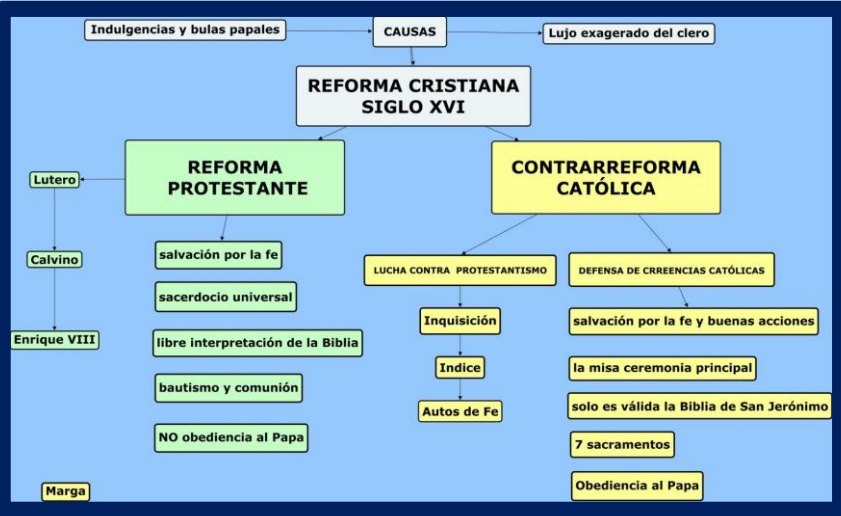 Indulgencias y bulas papales
CAUSAS
Lujo exagerado del clero
REFORMA CRISTIANA
SIGLO XVI
REFORMA
PROTESTANTE
CONTRARREFORMA
CATÓLICA
Lutero
Calvino
Enrique VIII
salvación por la fe
sacerdocio universal
libre interpretación de la Biblia
bautismo y comunión
NO obediencia al Papa
LUCHA CONTRA PROTESTANTISMO
Inquisición
Indice
Autos de Fe
DEFENSA DE CRREENCIAS CATÓLICAS
salvación por la fe y buenas acciones
la misa ceremonia principal
solo es válida la Biblia de San Jerónimo
7 sacramentos
Obediencia al Papa
Marga